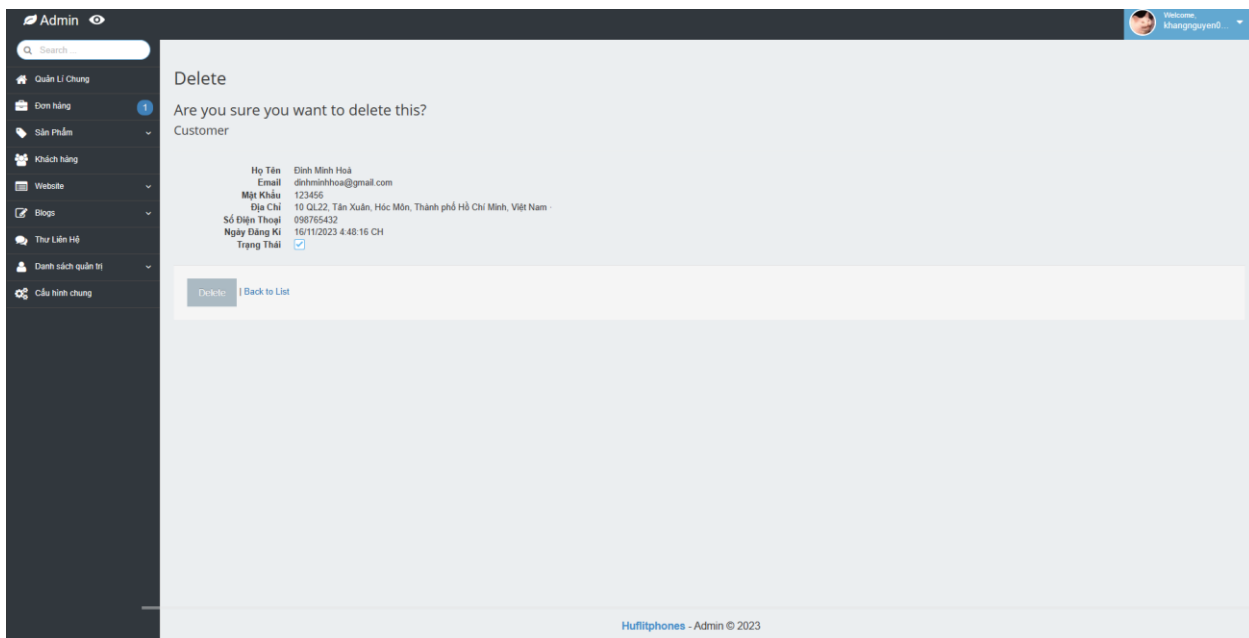 Admin
Welcome,
khangnguyen0...
Search ...
Quản Lí Chung
Đơn hàng 1
Sản Phẩm
Khách hàng
Website
Blogs
Thư Liên Hệ
Danh sách quản trị
Cấu hình chung
Delete
Are you sure you want to delete this?
Customer
Họ Tên Đinh Minh Hoà
Email dinhminhhoa@gmail.com
Mật Khẩu 123456
Địa Chỉ 10 QL22, Tân Xuân, Hóc Môn, Thành phố Hồ Chí Minh, Việt Nam -
Số Điện Thoại 098765432
Ngày Đăng Kí 16/11/2023 4:48:16 CH
Trạng Thái
Delete | Back to List
Huflitphones - Admin © 2023